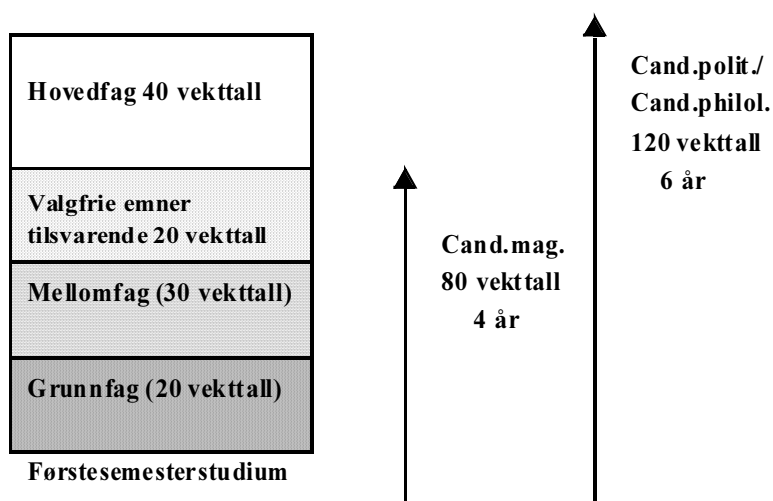 Hovedfag 40 vekttall
Valgfrie emner
tilsvarende 20 vekttall
Mellomfag (30 vekttall)
Grunnfag (20 vekttall)
Førstesemesterstudium
Cand.mag.
80 vekttall
4 år
Cand.polit./
Cand.philol.
120 vekttall
6 år